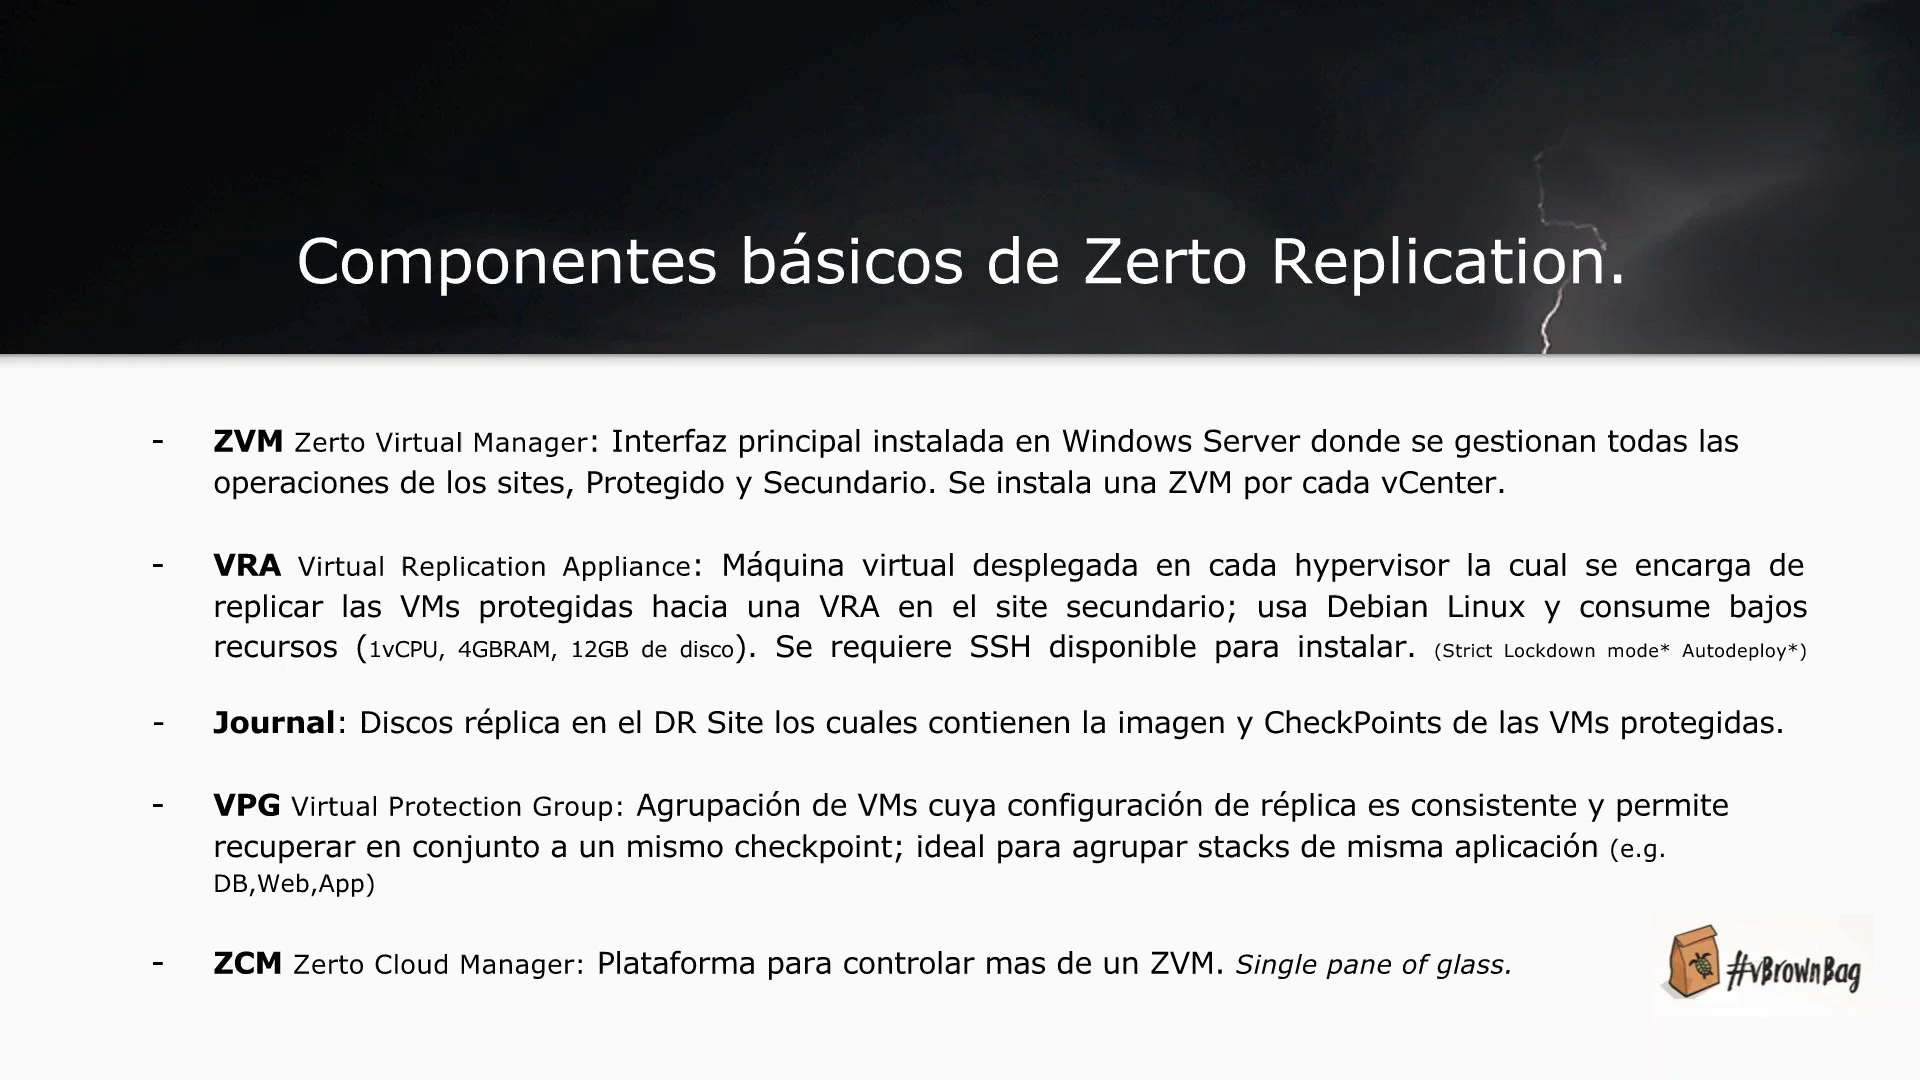 Componentes básicos de Zerto Replication.
- ZVM Zerto Virtual Manager: Interfaz principal instalada en Windows Server donde se gestionan todas las
operaciones de los sites, Protegido y Secundario. Se instala una ZVM por cada vCenter.
- VRA Virtual Replication Appliance: Máquina virtual desplegada en cada hypervisor la cual se encarga de
replicar las VMs protegidas hacia una VRA en el site secundario; usa Debian Linux y consume bajos
recursos (1vCPU, 4GBRAM, 12GB de disco). Se requiere SSH disponible para instalar. (Strict Lockdown mode* Autodeploy*)
- Journal: Discos réplica en el DR Site los cuales contienen la imagen y CheckPoints de las VMs protegidas.
- VPG Virtual Protection Group: Agrupación de VMs cuya configuración de réplica es consistente y permite
recuperar en conjunto a un mismo checkpoint; ideal para agrupar stacks de misma aplicación (e.g.
DB,Web,App)
- ZCM Zerto Cloud Manager: Plataforma para controlar mas de un ZVM. Single pane of glass.
#vBrownBag